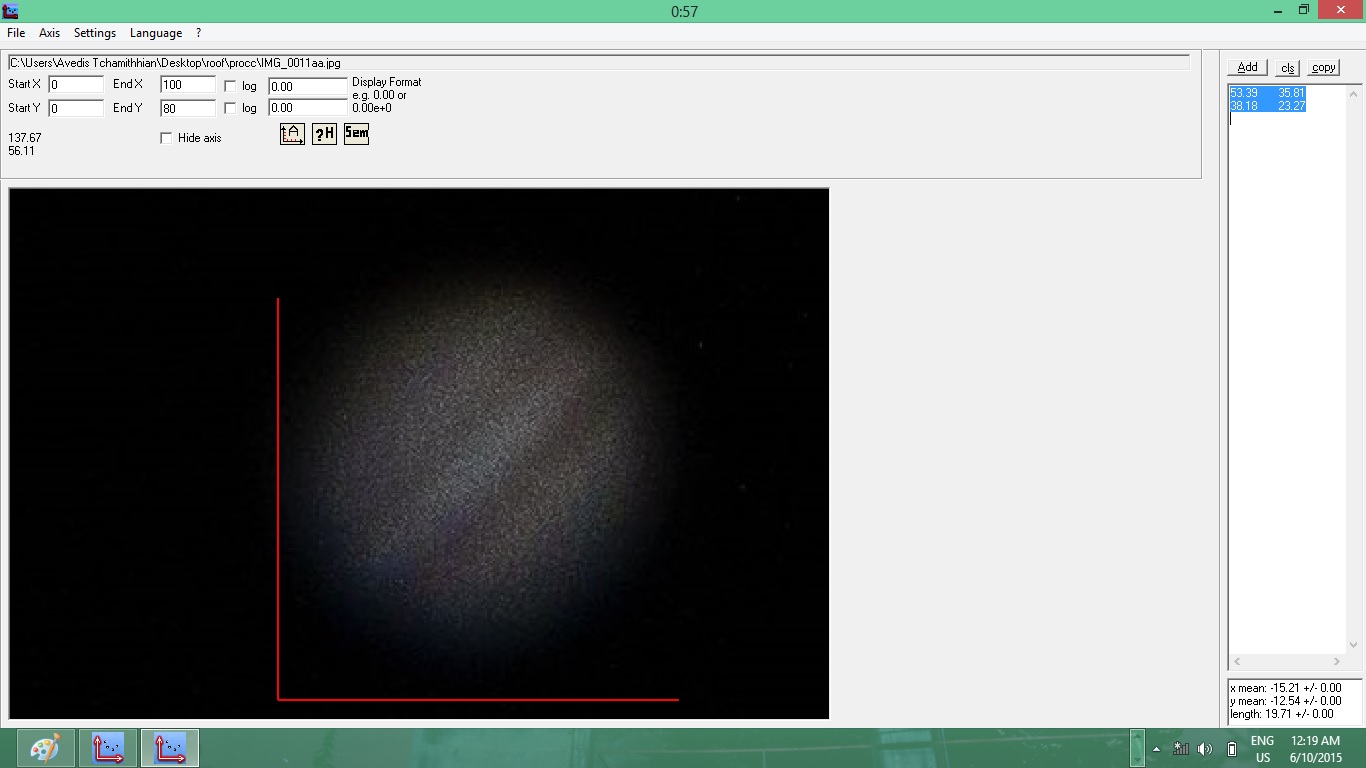 0:57
File Axis Settings Language ?
C:\Users\Avedis Tchamithhian\Desktop\roof\procc\IMG_0011aa.jpg
Start X 0 End X 100 log 0.00 Display Format
e.g. 0.00 or
Start Y 0 End Y 80 log 0.00 0.00e+0
137.67 Hide axis ?H Sem
56.11
Add cls copy
53.39 35.81
38.18 23.27
x mean: -15.21 +/- 0.00
y mean: -12.54 +/- 0.00
length: 19.71 +/- 0.00
ENG 12:19 AM
US 6/10/2015